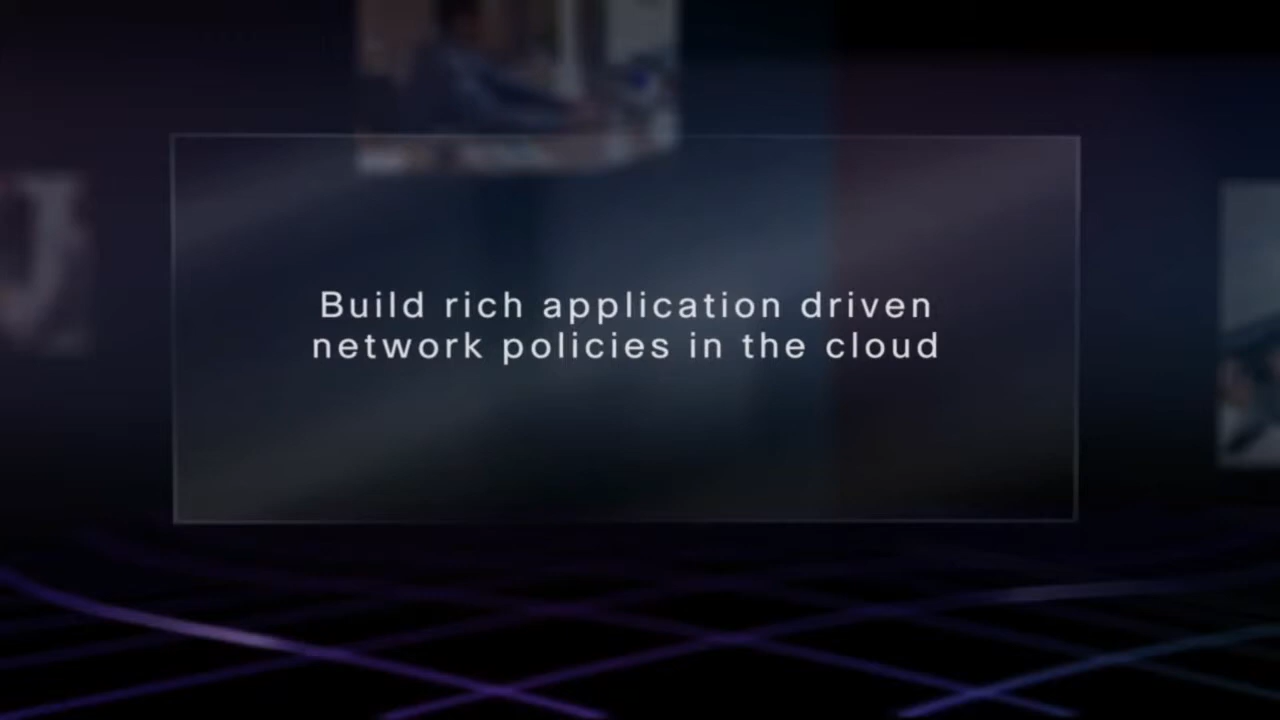 Build rich application driven
network policies in the cloud